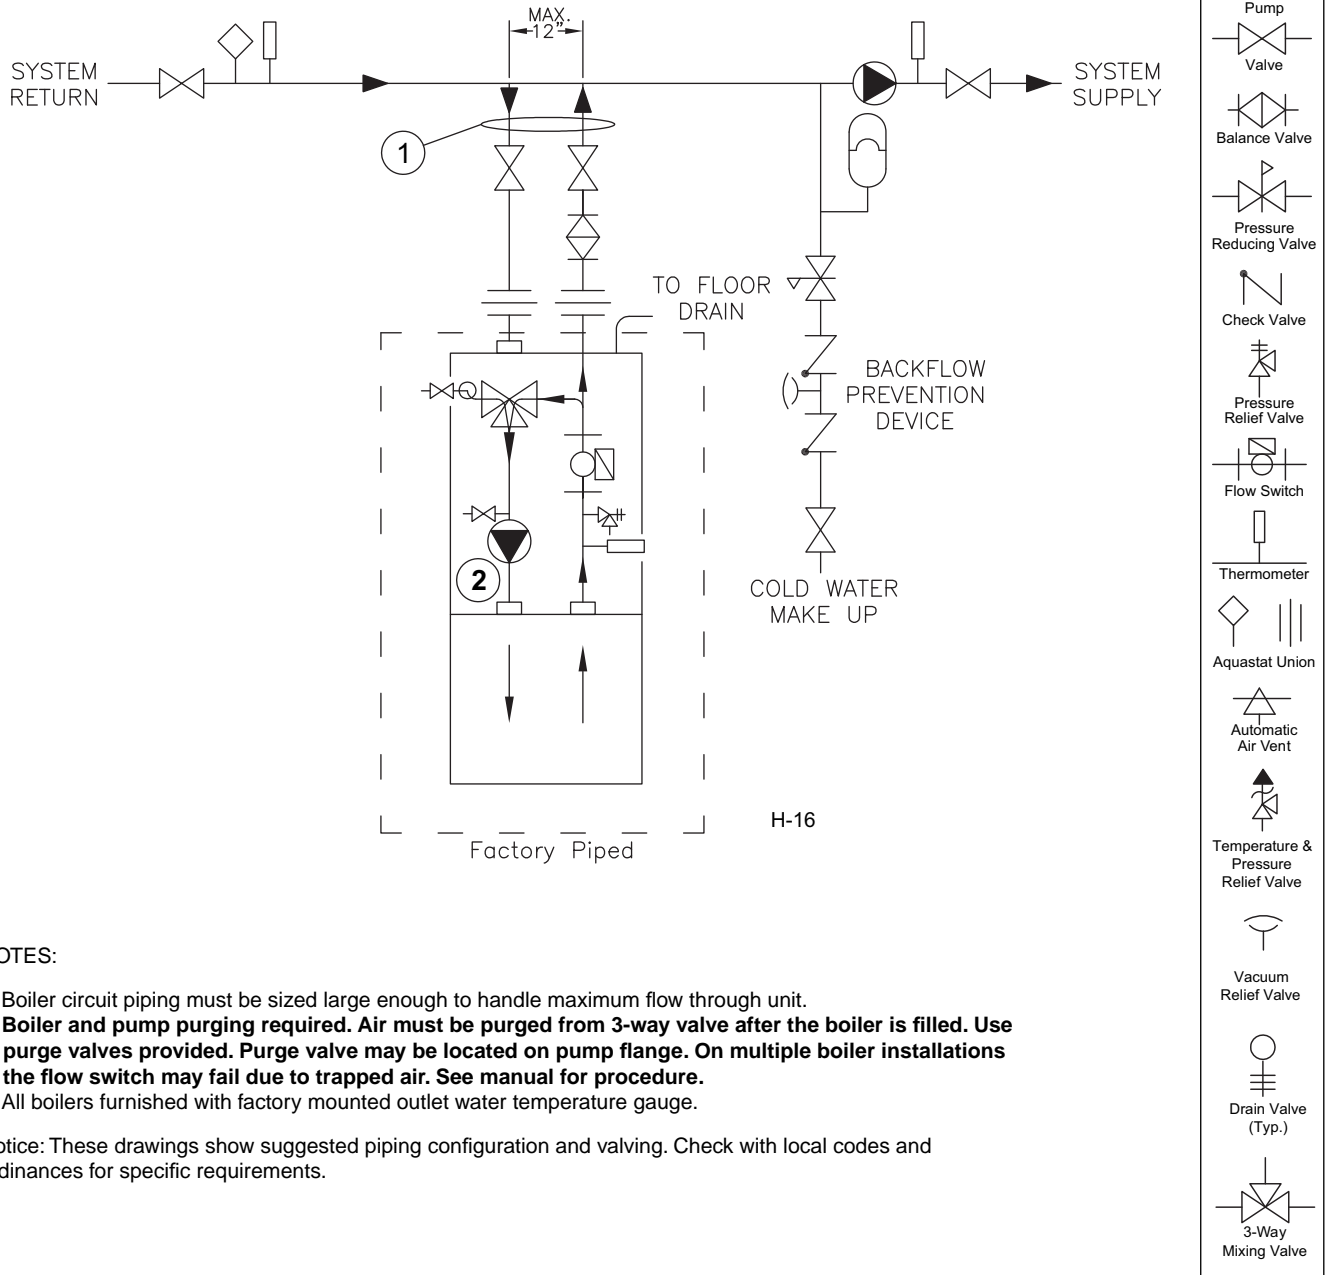 MAX.
12"
SYSTEM
RETURN
SYSTEM
SUPPLY
1
TO FLOOR
DRAIN
BACKFLOW
PREVENTION
DEVICE
2
COLD WATER
MAKE UP
H-16
Factory Piped
OTES:
Boiler circuit piping must be sized large enough to handle maximum flow through unit.
Boiler and pump purging required. Air must be purged from 3-way valve after the boiler is filled. Use
purge valves provided. Purge valve may be located on pump flange. On multiple boiler installations
the flow switch may fail due to trapped air. See manual for procedure.
All boilers furnished with factory mounted outlet water temperature gauge.
otice: These drawings show suggested piping configuration and valving. Check with local codes and
dinances for specific requirements.
Pump
Valve
Balance Valve
Pressure
Reducing Valve
Check Valve
Pressure
Relief Valve
Flow Switch
Thermometer
Aquastat Union
Automatic
Air Vent
Temperature &
Pressure
Relief Valve
Vacuum
Relief Valve
Drain Valve
(Typ.)
3-Way
Mixing Valve